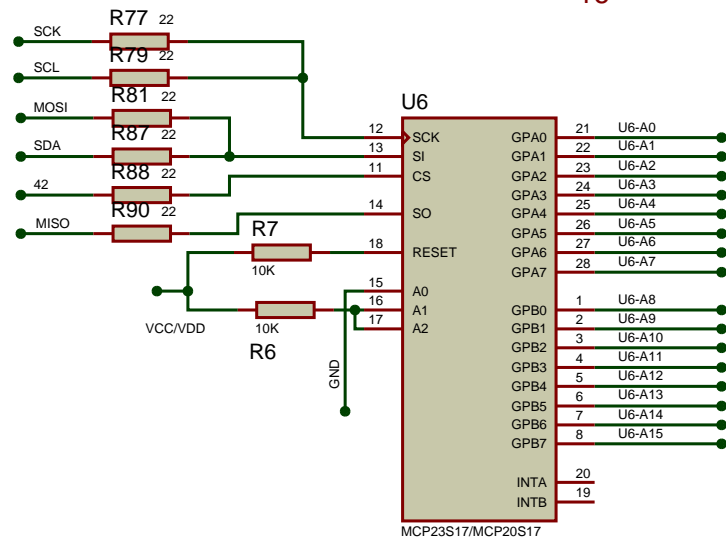 R77 22
SCK
R79 22
SCL
R81 22
MOSI
R87 22
SDA
R88 22
42
R90 22
MISO
R7
10K
VCC/VDD
10K
R6
GND
U6
12 SCK
13 SI
11 CS
14 SO
18 RESET
15 A0
16 A1
17 A2
GPA0 21 U6-A0
GPA1 22 U6-A1
GPA2 23 U6-A2
GPA3 24 U6-A3
GPA4 25 U6-A4
GPA5 26 U6-A5
GPA6 27 U6-A6
GPA7 28 U6-A7
GPB0 1 U6-A8
GPB1 2 U6-A9
GPB2 3 U6-A10
GPB3 4 U6-A11
GPB4 5 U6-A12
GPB5 6 U6-A13
GPB6 7 U6-A14
GPB7 8 U6-A15
INTA 20
INTB 19
MCP23S17/MCP20S17